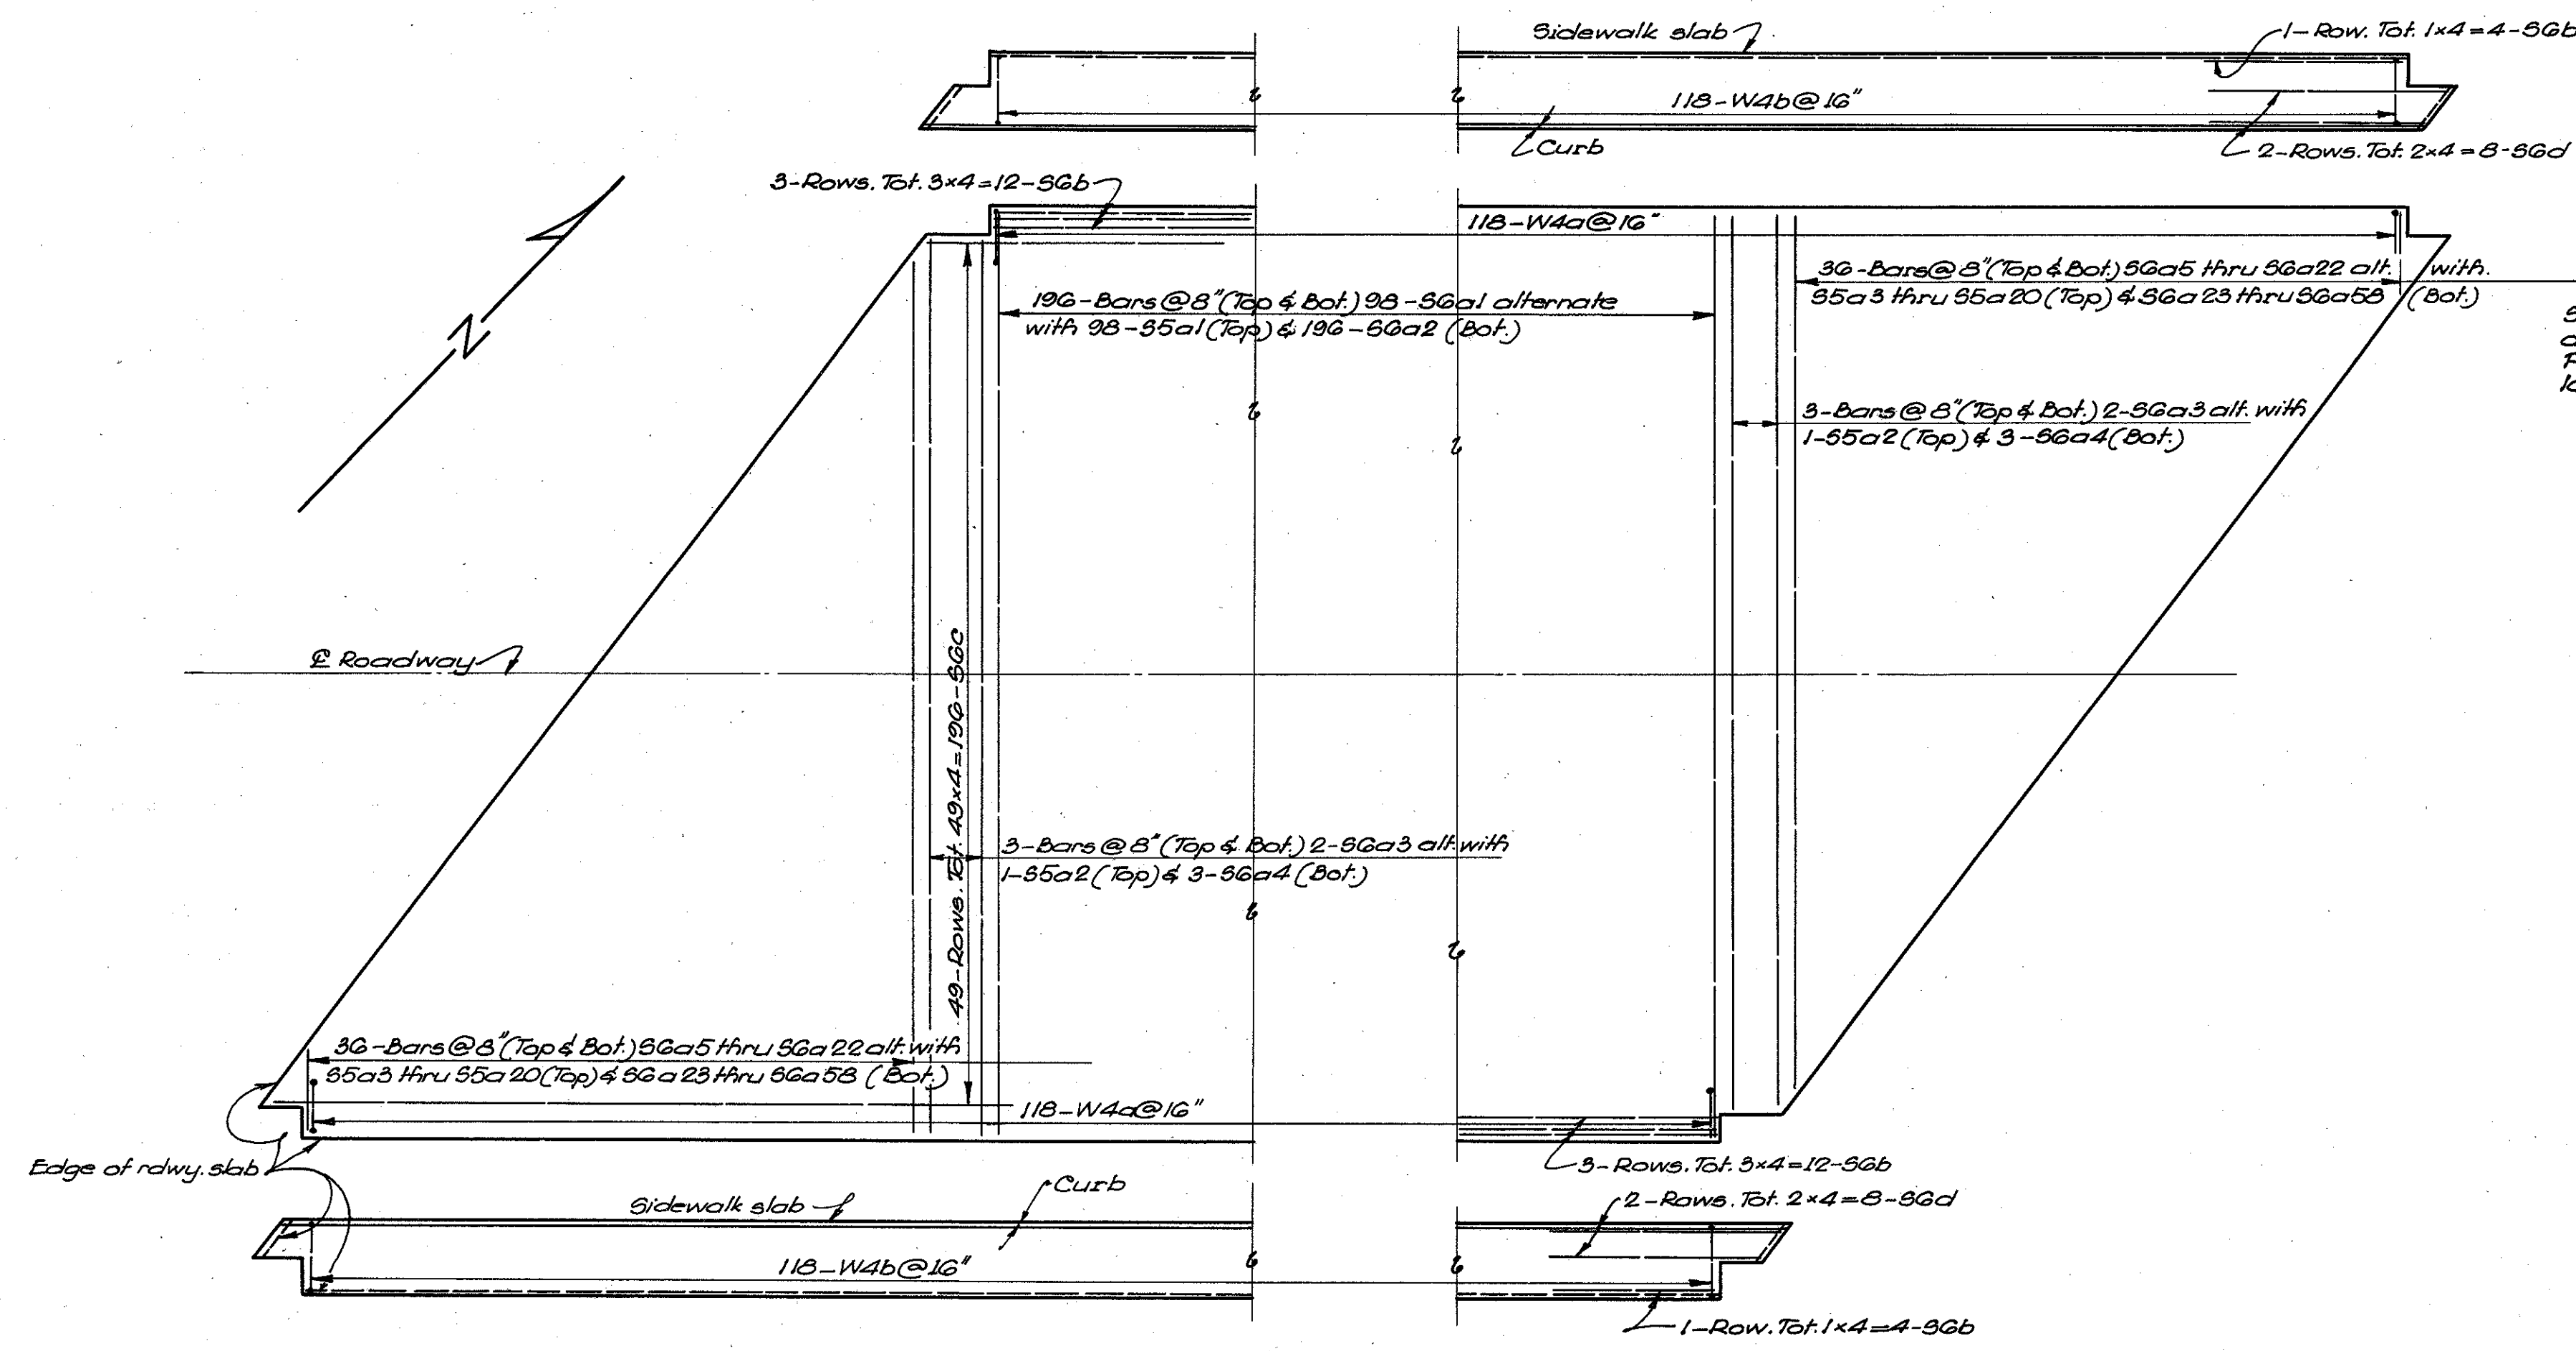 Sidewalk slab
1-Row. Tot. 1×4=4-S6b
118-W4b@16"
Curb
2-Rows. Tot. 2×4=8-S6d
3-Rows. Tot. 3×4=12-S6b
118-W4a@16"
36-Bars@8"(Top & Bot.) S6a5 thru S6a22 alt. with.
S5a3 thru S5a20 (Top) & S6a23 thru S6a58 (Bot.)
196-Bars@8"(Top & Bot.) 98-S6a1 alternate
with 98-S5a1 (Top) & 196-S6a2 (Bot.)
N
3-Bars@8"(Top & Bot.) 2-S6a3 alt. with
1-S5a2 (Top) & 3-S6a4 (Bot.)
℄ Roadway
49-Rows. Tot. 49×4=196-S6c
3-Bars@8"(Top & Bot.) 2-S6a3 alt. with
1-S5a2 (Top) & 3-S6a4 (Bot.)
36-Bars@8"(Top & Bot.) S6a5 thru S6a22 alt. with
S5a3 thru S5a20 (Top) & S6a23 thru S6a58 (Bot.)
118-W4a@16"
Edge of rdwy. slab
3-Rows. Tot. 3×4=12-S6b
Curb
Sidewalk slab
2-Rows. Tot. 2×4=8-S6d
118-W4b@16"
1-Row. Tot. 1×4=4-S6b